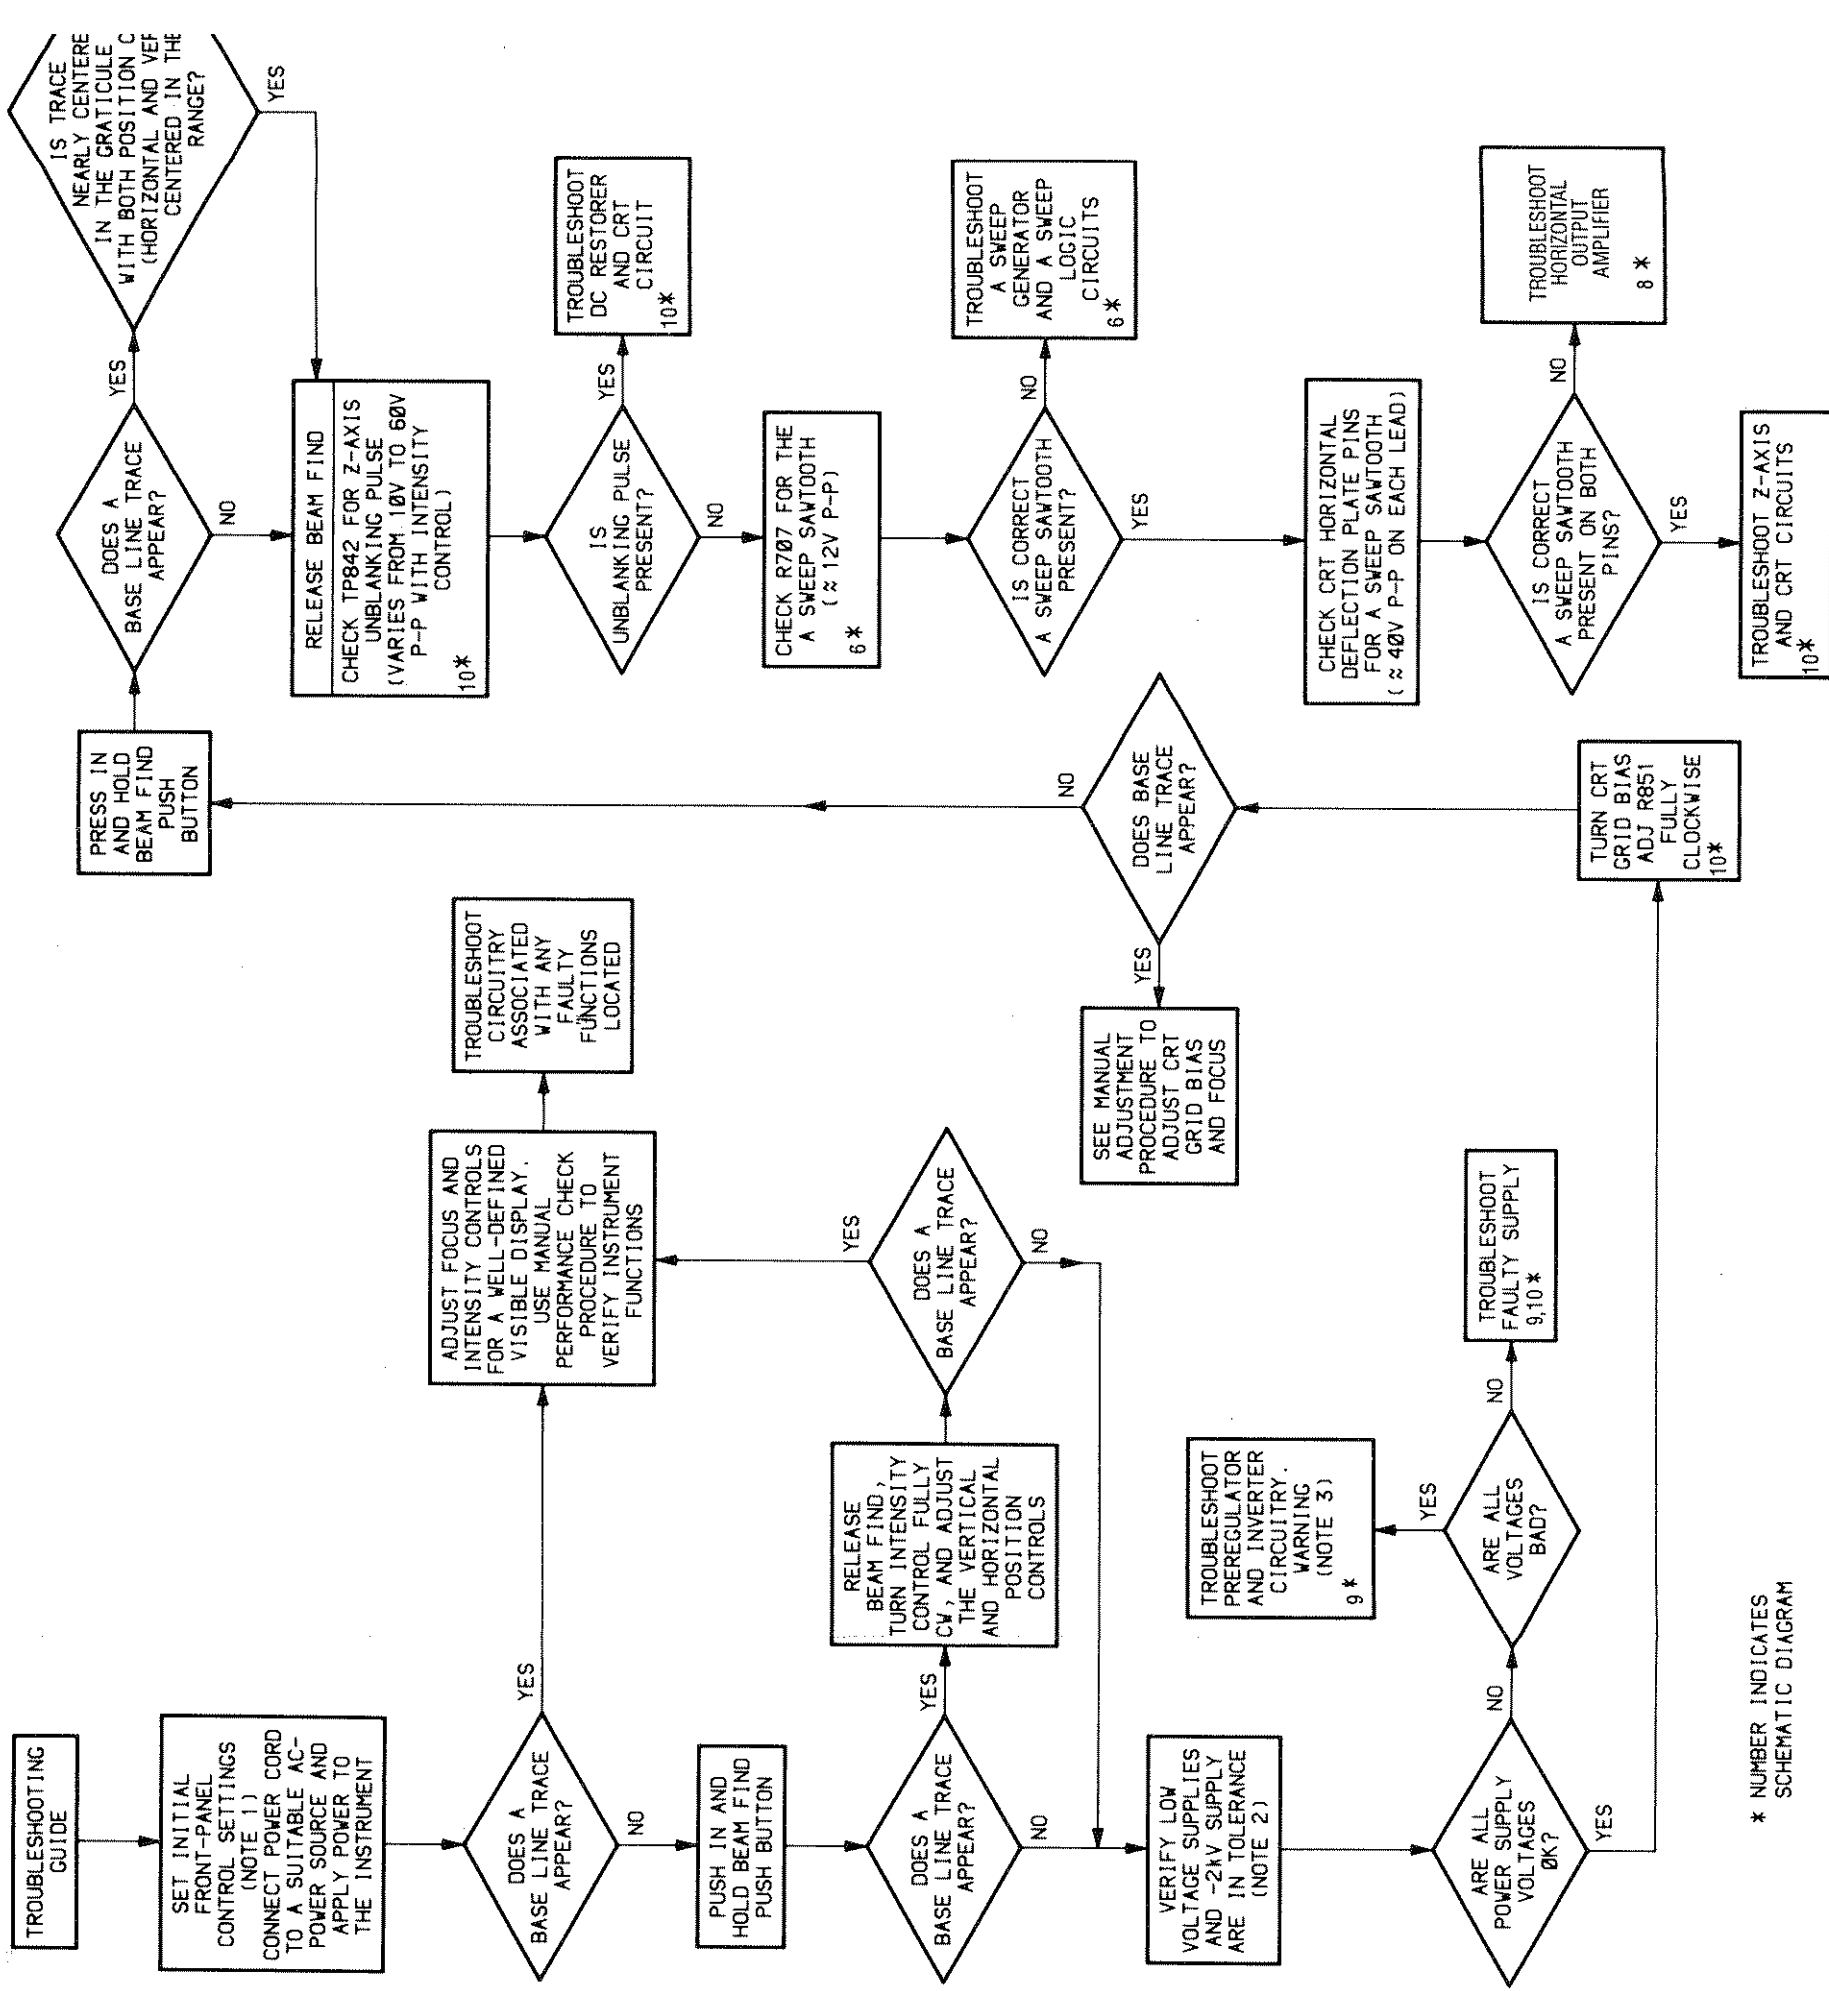 TROUBLESHOOTING
GUIDE
SET INITIAL
FRONT-PANEL
CONTROL SETTINGS
(NOTE 1)
CONNECT POWER CORD
TO A SUITABLE AC-
POWER SOURCE AND
APPLY POWER TO
THE INSTRUMENT
DOES A
BASE LINE TRACE
APPEAR?
YES
NO
ADJUST FOCUS AND
INTENSITY CONTROLS
FOR A WELL-DEFINED
VISIBLE DISPLAY.
USE MANUAL
PERFORMANCE CHECK
PROCEDURE TO
VERIFY INSTRUMENT
FUNCTIONS
TROUBLESHOOT
CIRCUITRY
ASSOCIATED
WITH ANY
FAULTY
FUNCTIONS
LOCATED
PUSH IN AND
HOLD BEAM FIND
PUSH BUTTON
DOES A
BASE LINE TRACE
APPEAR?
YES
NO
RELEASE
BEAM FIND,
TURN INTENSITY
CONTROL FULLY
CW, AND ADJUST
THE VERTICAL
AND HORIZONTAL
POSITION
CONTROLS
DOES A
BASE LINE TRACE
APPEAR?
YES
NO
VERIFY LOW
VOLTAGE SUPPLIES
AND -2kV SUPPLY
ARE IN TOLERANCE
(NOTE 2)
ARE ALL
POWER SUPPLY
VOLTAGES
ØK?
NO
YES
ARE ALL
VOLTAGES
BAD?
YES
NO
TROUBLESHOOT
PREREGULATOR
AND INVERTER
CIRCUITRY.
WARNING
(NOTE 3)
9*
TROUBLESHOOT
FAULTY SUPPLY
9,10*
TURN CRT
GRID BIAS
ADJ R851
FULLY
CLOCKWISE
10*
DOES BASE
LINE TRACE
APPEAR?
YES
NO
SEE MANUAL
ADJUSTMENT
PROCEDURE TO
ADJUST CRT
GRID BIAS
AND FOCUS
PRESS IN
AND HOLD
BEAM FIND
PUSH
BUTTON
DOES A
BASE LINE TRACE
APPEAR?
YES
NO
IS TRACE
NEARLY CENTERE
IN THE GRATICULE
WITH BOTH POSITION C
(HORIZONTAL AND VER
CENTERED IN THE
RANGE?
YES
RELEASE BEAM FIND
CHECK TP842 FOR Z-AXIS
UNBLANKING PULSE
(VARIES FROM 1ØV TO 6ØV
P-P WITH INTENSITY
CONTROL)
10*
IS
UNBLANKING PULSE
PRESENT?
YES
NO
TROUBLESHOOT
DC RESTORER
AND CRT
CIRCUIT
10*
CHECK R7Ø7 FOR THE
A SWEEP SAWTOOTH
(≈ 12V P-P)
6*
IS CORRECT
A SWEEP SAWTOOTH
PRESENT?
NO
YES
TROUBLESHOOT
A SWEEP
GENERATOR
AND A SWEEP
LOGIC
CIRCUITS
6*
CHECK CRT HORIZONTAL
DEFLECTION PLATE PINS
FOR A SWEEP SAWTOOTH
(≈ 4ØV P-P ON EACH LEAD)
IS CORRECT
A SWEEP SAWTOOTH
PRESENT ON BOTH
PINS?
NO
YES
TROUBLESHOOT
HORIZONTAL
OUTPUT
AMPLIFIER
8*
TROUBLESHOOT Z-AXIS
AND CRT CIRCUITS
10*
* NUMBER INDICATES
SCHEMATIC DIAGRAM